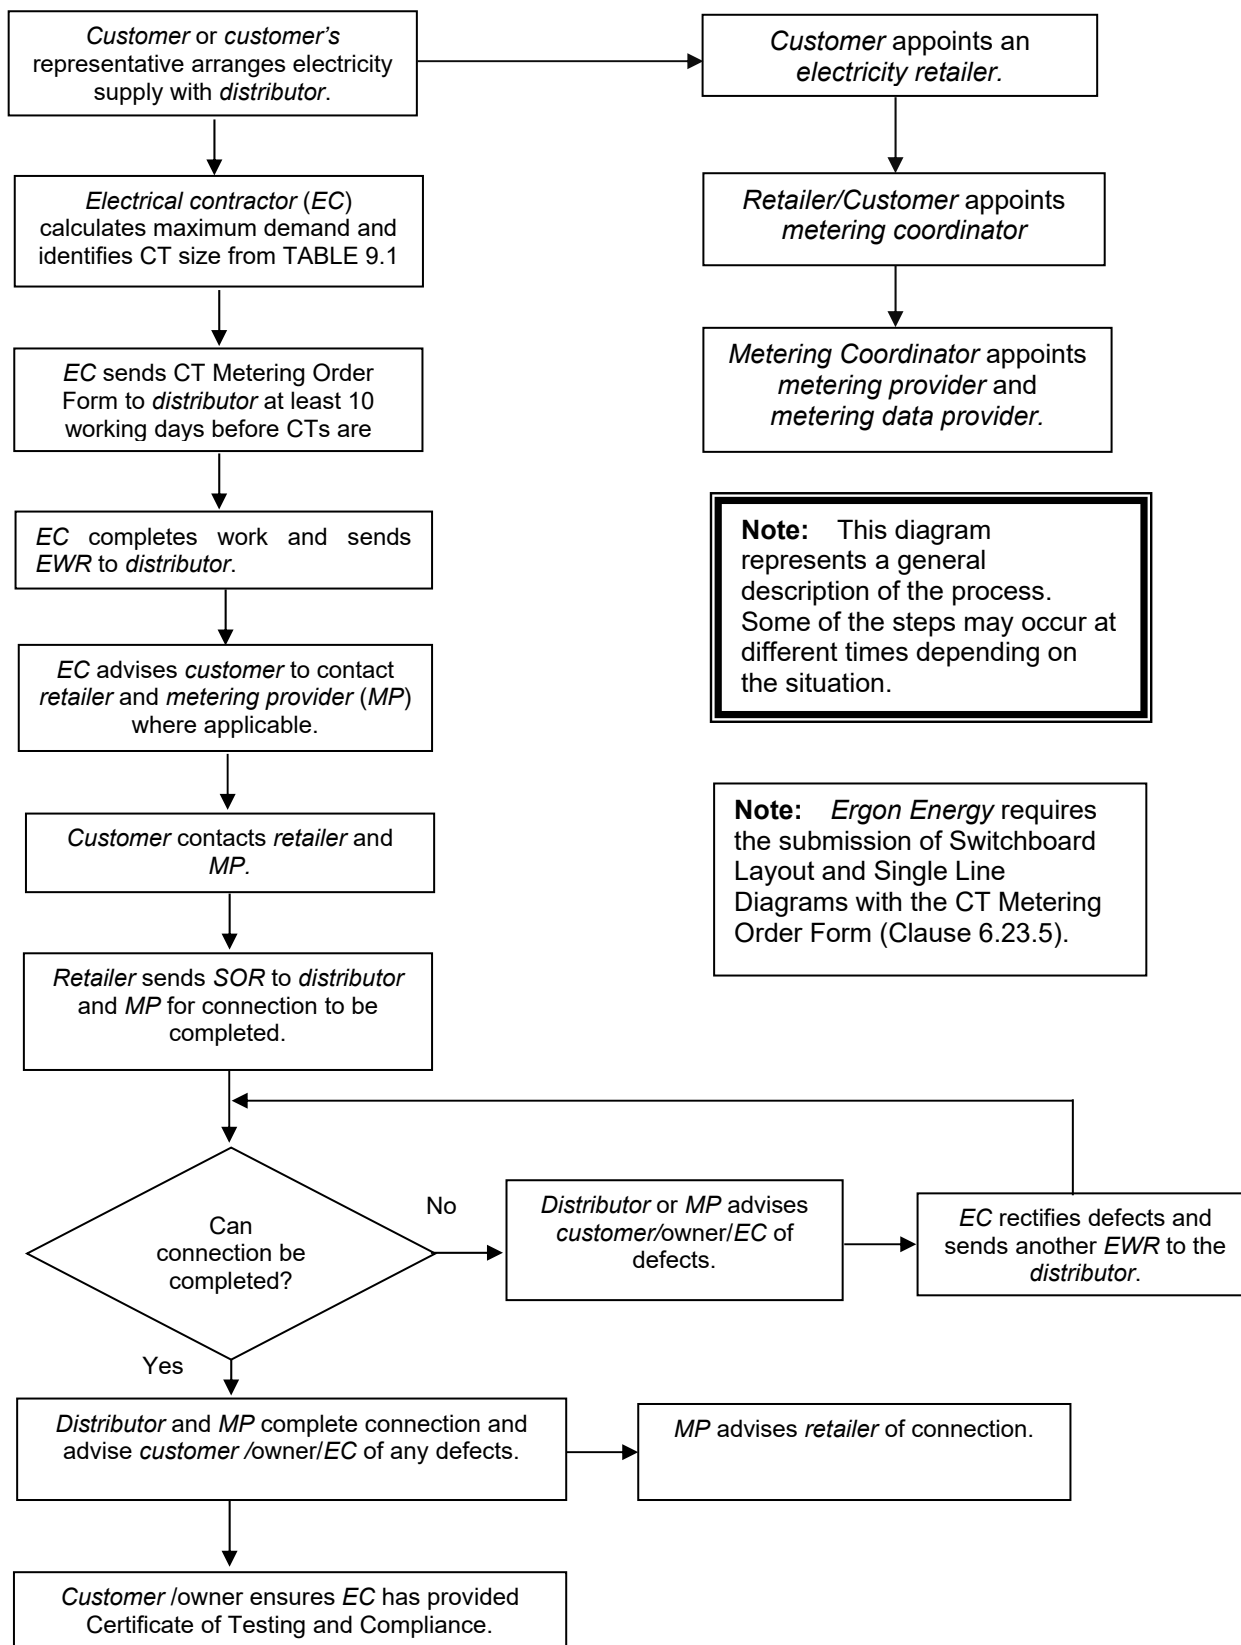 Customer or customer's
representative arranges electricity
supply with distributor.
Customer appoints an
electricity retailer.
Electrical contractor (EC)
calculates maximum demand and
identifies CT size from TABLE 9.1
Retailer/Customer appoints
metering coordinator
EC sends CT Metering Order
Form to distributor at least 10
working days before CTs are
Metering Coordinator appoints
metering provider and
metering data provider.
EC completes work and sends
EWR to distributor.
Note: This diagram
represents a general
description of the process.
Some of the steps may occur at
different times depending on
the situation.
EC advises customer to contact
retailer and metering provider (MP)
where applicable.
Customer contacts retailer and
MP.
Note: Ergon Energy requires
the submission of Switchboard
Layout and Single Line
Diagrams with the CT Metering
Order Form (Clause 6.23.5).
Retailer sends SOR to distributor
and MP for connection to be
completed.
Can
connection be
completed?
No
Distributor or MP advises
customer/owner/EC of
defects.
EC rectifies defects and
sends another EWR to the
distributor.
Yes
Distributor and MP complete connection and
advise customer /owner/EC of any defects.
MP advises retailer of connection.
Customer /owner ensures EC has provided
Certificate of Testing and Compliance.